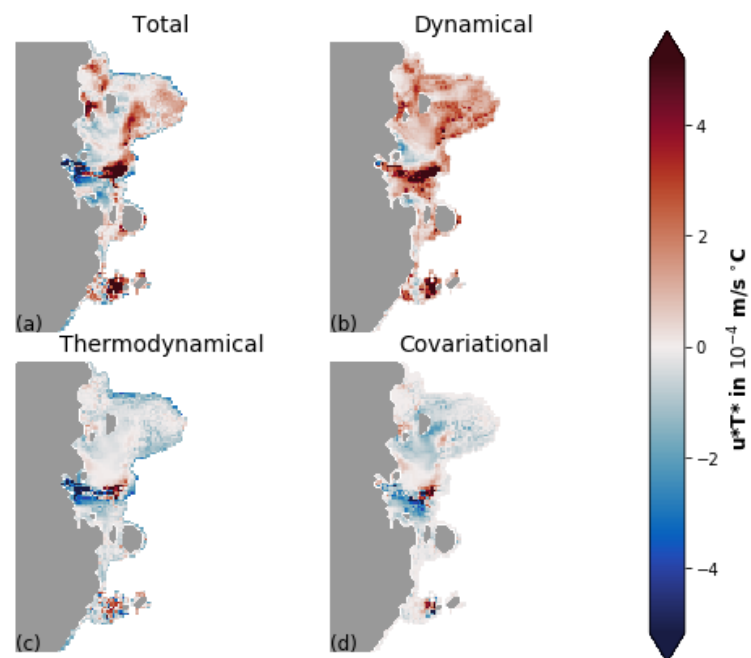 Total
Dynamical
(a)
(b)
Thermodynamical
Covariational
(c)
(d)
4
2
0
−2
−4
u*T* in 10⁻⁴ m/s °C